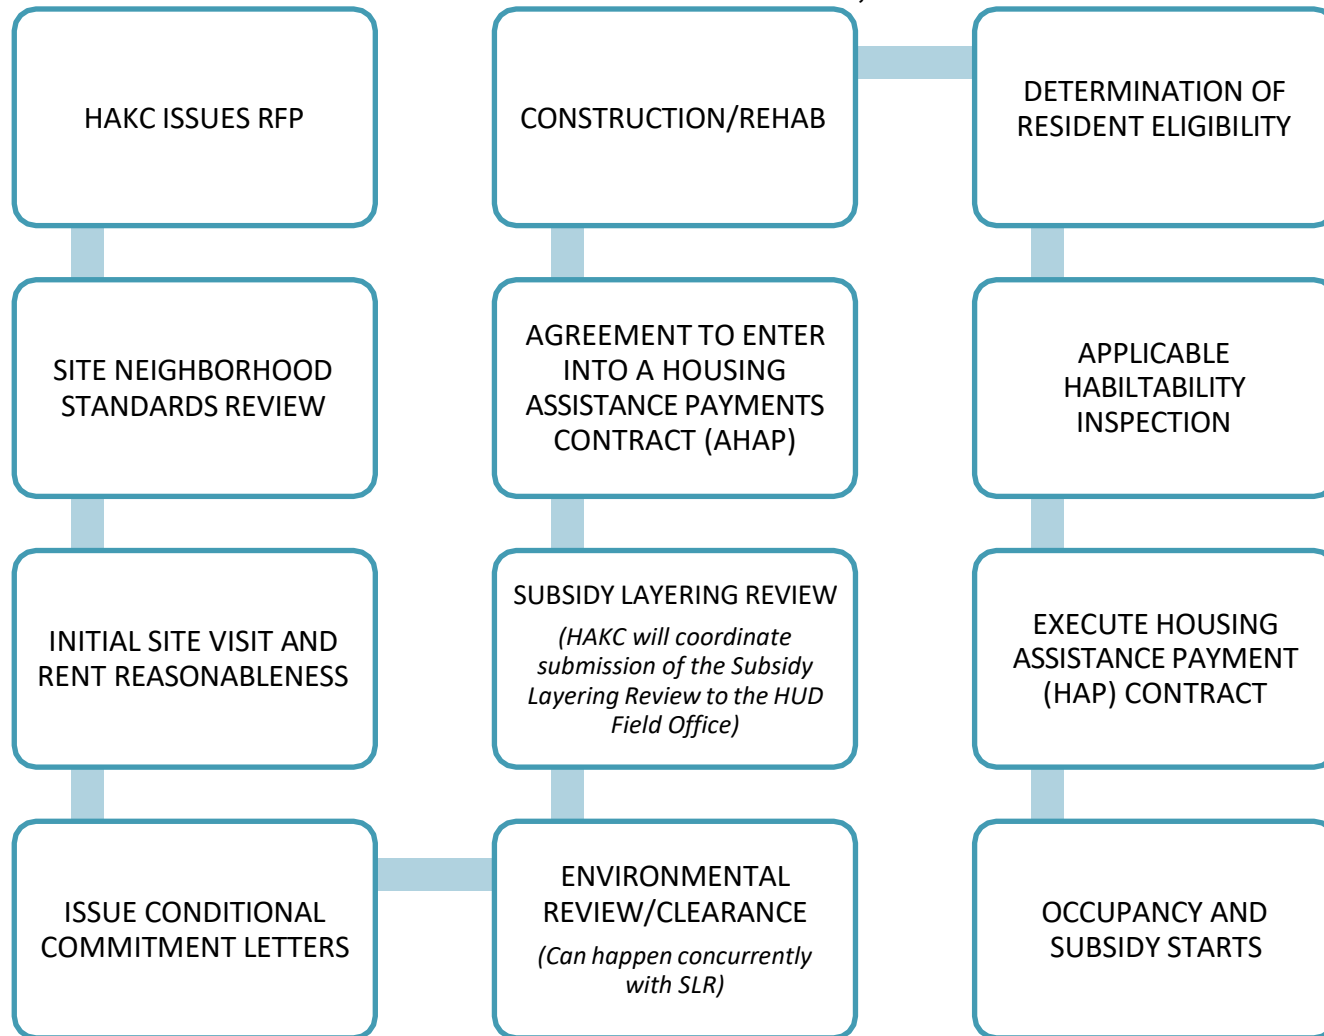 HAKC ISSUES RFP
SITE NEIGHBORHOOD
STANDARDS REVIEW
INITIAL SITE VISIT AND
RENT REASONABLENESS
ISSUE CONDITIONAL
COMMITMENT LETTERS
ENVIRONMENTAL
REVIEW/CLEARANCE
(Can happen concurrently
with SLR)
SUBSIDY LAYERING REVIEW
(HAKC will coordinate
submission of the Subsidy
Layering Review to the HUD
Field Office)
AGREEMENT TO ENTER
INTO A HOUSING
ASSISTANCE PAYMENTS
CONTRACT (AHAP)
CONSTRUCTION/REHAB
DETERMINATION OF
RESIDENT ELIGIBILITY
APPLICABLE
HABILTABILITY
INSPECTION
EXECUTE HOUSING
ASSISTANCE PAYMENT
(HAP) CONTRACT
OCCUPANCY AND
SUBSIDY STARTS